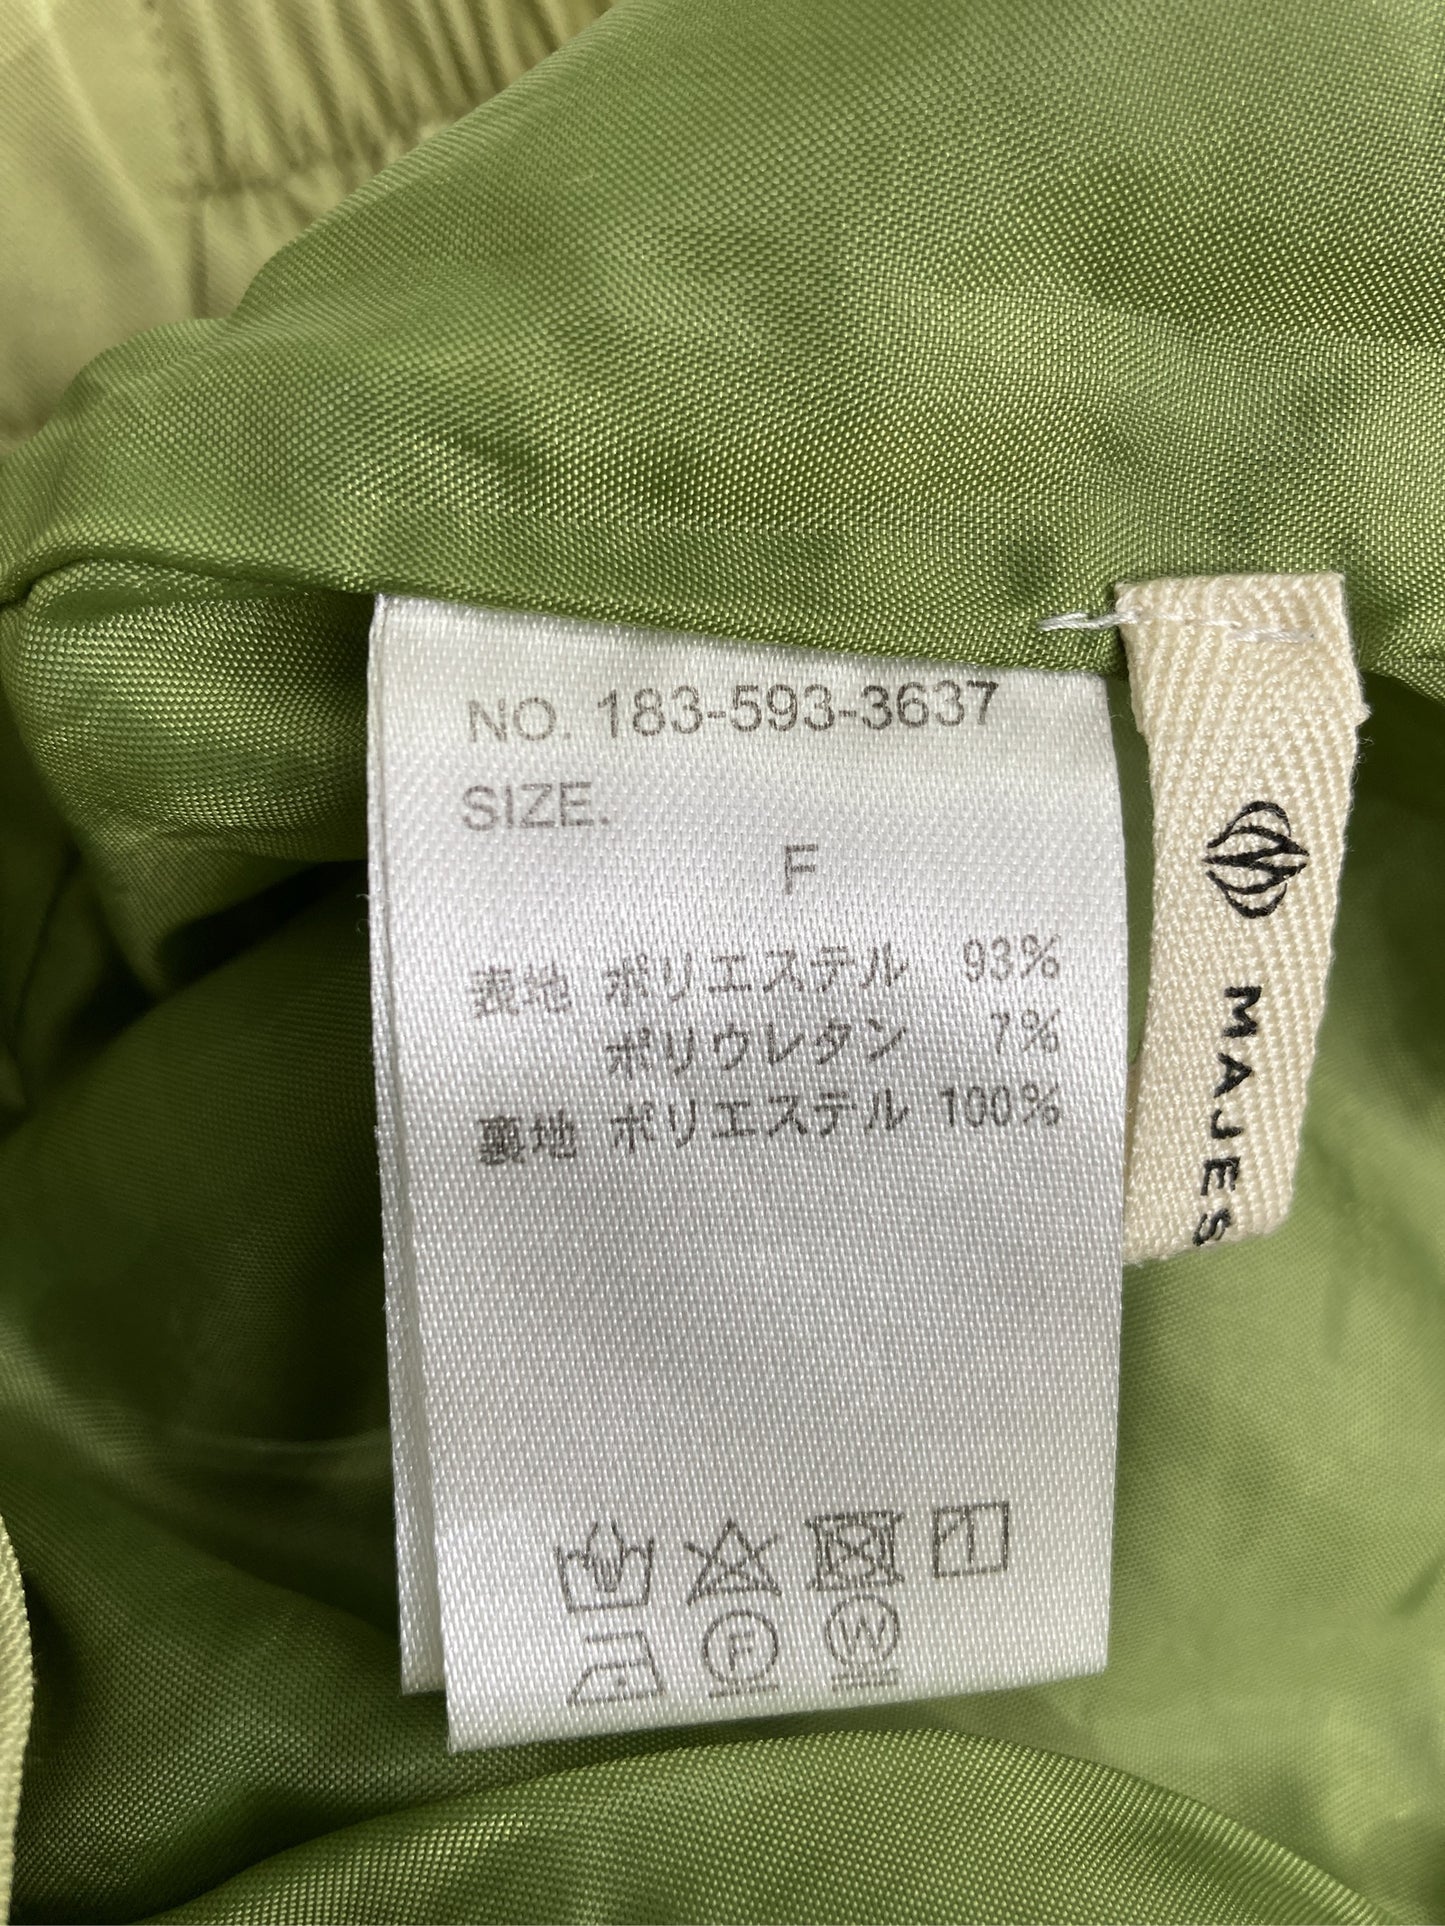 NO. 183-593-3637
SIZE.
F
表地 ポリエステル 93%
ポリウレタン 7%
裏地 ポリエステル 100%
F W
MAJES